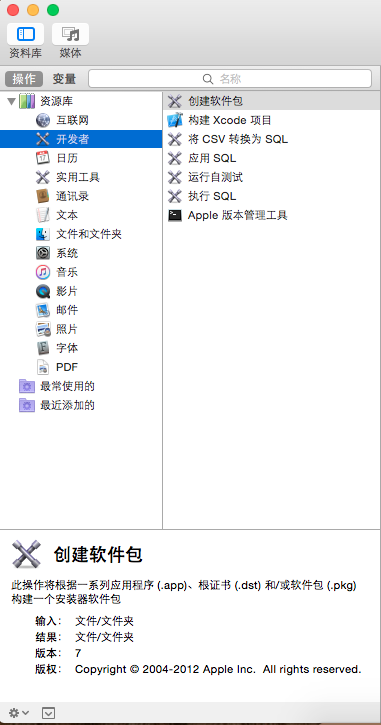 资料库 媒体
操作 变量 名称
资源库
互联网
开发者
日历
实用工具
通讯录
文本
文件和文件夹
系统
音乐
影片
邮件
照片
字体
PDF
最常使用的
最近添加的
创建软件包
构建 Xcode 项目
将 CSV 转换为 SQL
应用 SQL
运行自测试
执行 SQL
Apple 版本管理工具
创建软件包
此操作将根据一系列应用程序 (.app)、根证书 (.dst) 和/或软件包 (.pkg)
构建一个安装器软件包
输入： 文件/文件夹
结果： 文件/文件夹
版本： 7
版权： Copyright © 2004-2012 Apple Inc. All rights reserved.